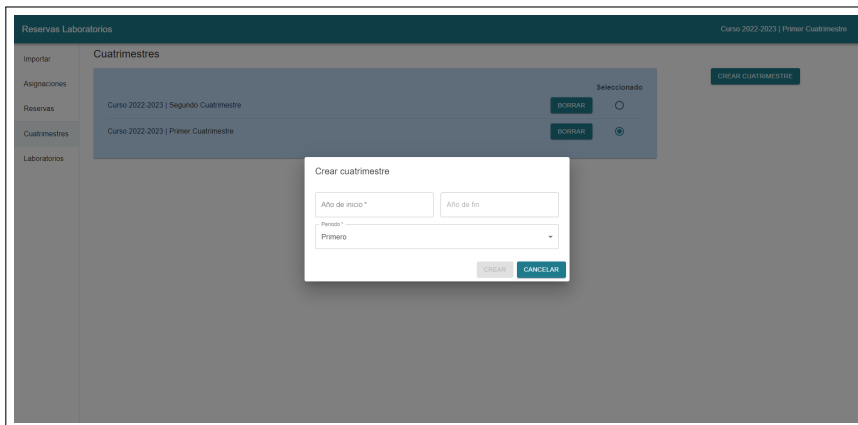 Reservas Laboratorios
Curso 2022-2023 | Primer Cuatrimestre
Importar
Asignaciones
Reservas
Cuatrimestres
Laboratorios
Cuatrimestres
CREAR CUATRIMESTRE
Seleccionado
Curso 2022-2023 | Segundo Cuatrimestre BORRAR
Curso 2022-2023 | Primer Cuatrimestre BORRAR
Crear cuatrimestre
Año de inicio * Año de fin
Periodo *
Primero
CREAR CANCELAR